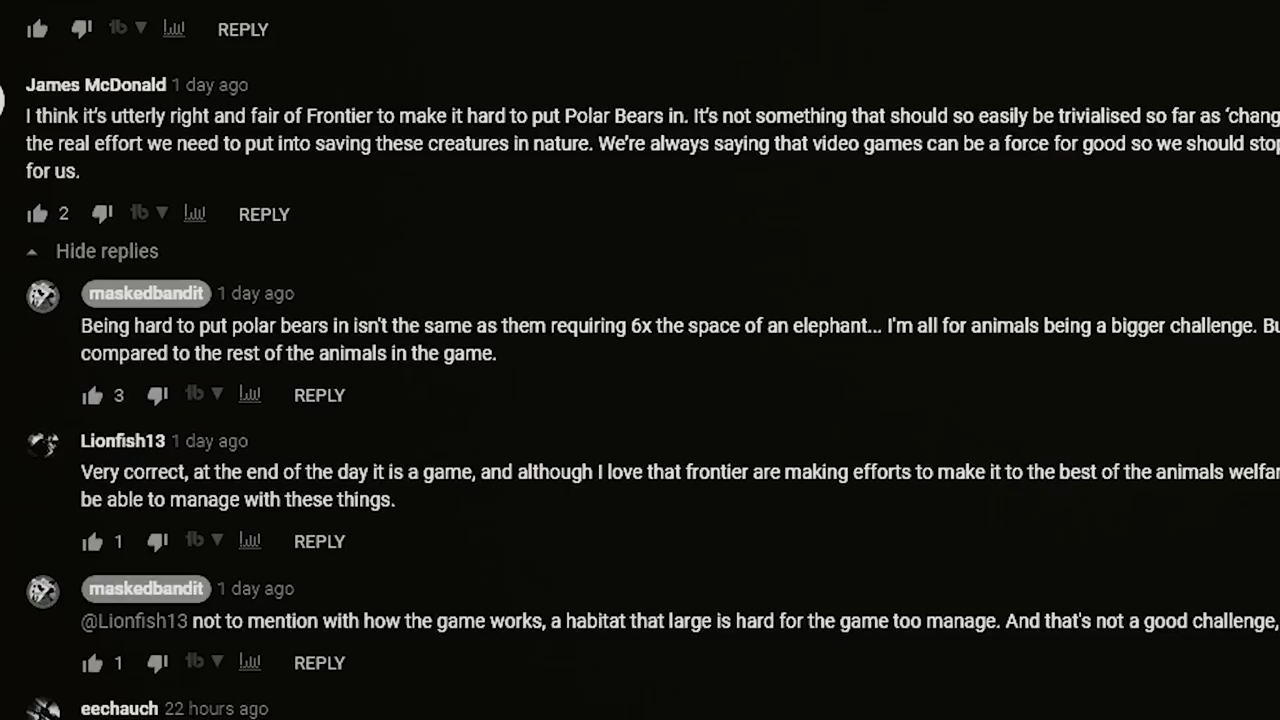 REPLY
James McDonald 1 day ago
I think it's utterly right and fair of Frontier to make it hard to put Polar Bears in. It's not something that should so easily be trivialised so far as ‘chang
the real effort we need to put into saving these creatures in nature. We're always saying that video games can be a force for good so we should stop
for us.
2 REPLY
Hide replies
maskedbandit 1 day ago
Being hard to put polar bears in isn't the same as them requiring 6x the space of an elephant... I'm all for animals being a bigger challenge. Bu
compared to the rest of the animals in the game.
3 REPLY
Lionfish13 1 day ago
Very correct, at the end of the day it is a game, and although I love that frontier are making efforts to make it to the best of the animals welfar
be able to manage with these things.
1 REPLY
maskedbandit 1 day ago
@Lionfish13 not to mention with how the game works, a habitat that large is hard for the game too manage. And that's not a good challenge,
1 REPLY
eechauch 22 hours ago